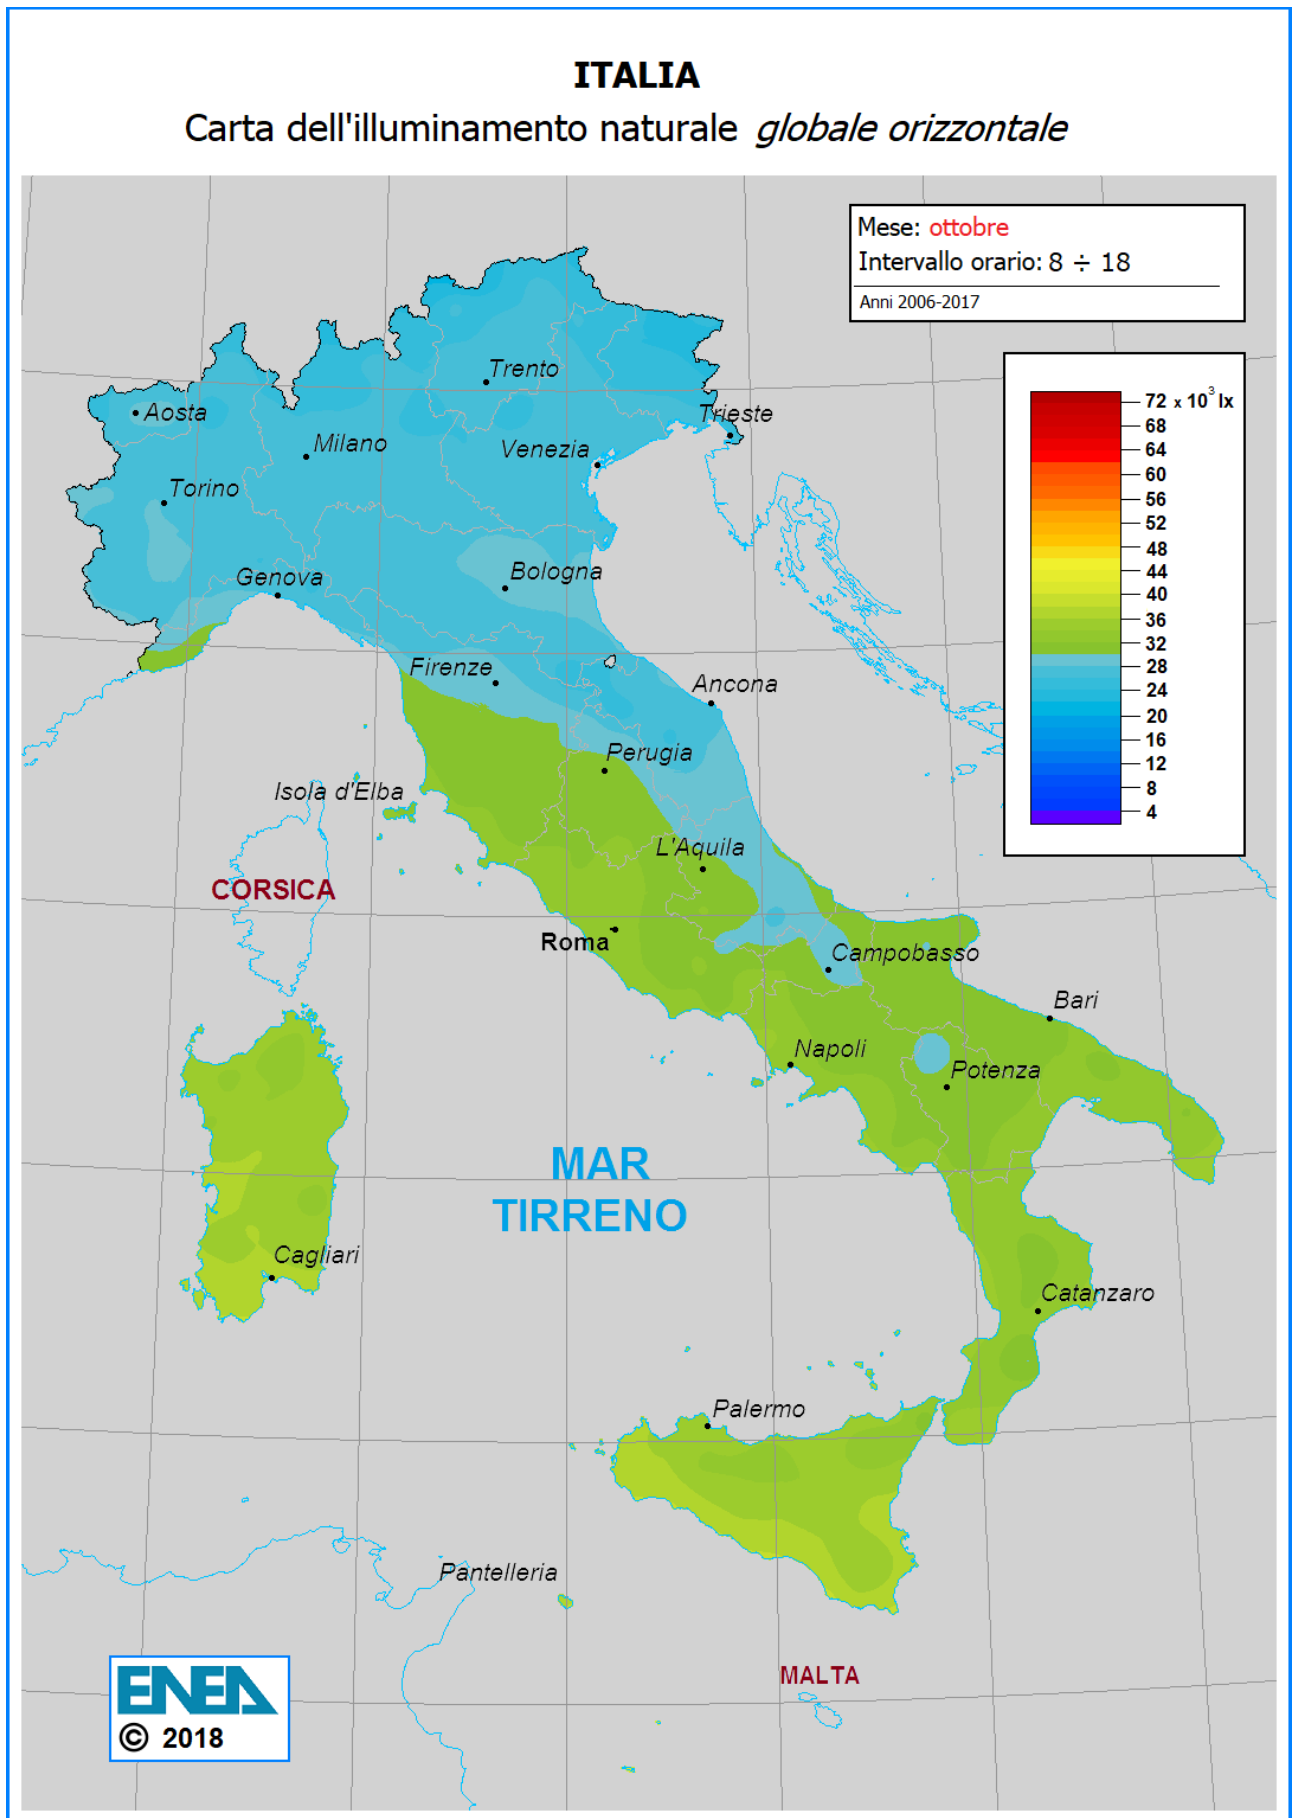 ITALIA
Carta dell'illuminamento naturale globale orizzontale
Mese: ottobre
Intervallo orario: 8 ÷ 18
Anni 2006-2017
72 x 10³ lx
68
64
60
56
52
48
44
40
36
32
28
24
20
16
12
8
4
Trento
Aosta
Trieste
Milano
Venezia
Torino
Bologna
Genova
Firenze
Ancona
Perugia
Isola d'Elba
L'Aquila
CORSICA
Roma
Campobasso
Bari
Napoli
Potenza
MAR
TIRRENO
Cagliari
Catanzaro
Palermo
Pantelleria
MALTA
ENEA
© 2018